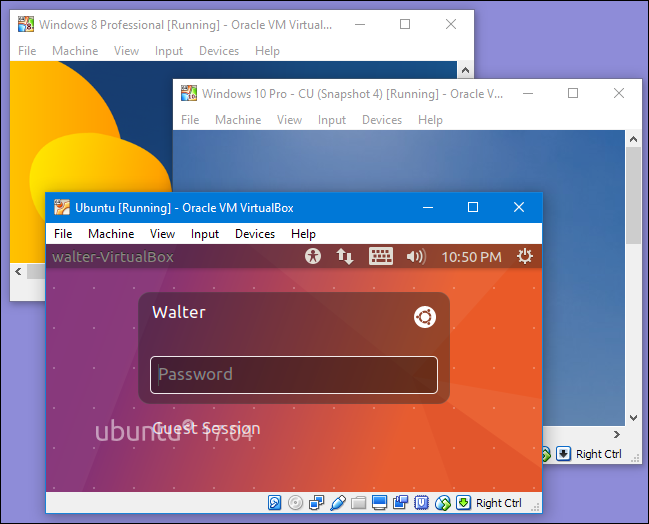 Windows 8 Professional [Running] - Oracle VM Virtual...
File Machine View Input Devices Help
Windows 10 Pro - CU (Snapshot 4) [Running] - Oracle V...
File Machine View Input Devices Help
Ubuntu [Running] - Oracle VM VirtualBox
File Machine View Input Devices Help
walter-VirtualBox 10:50 PM
Walter
Password
Guest Session
ubuntu 17.04
Right Ctrl
Right Ctrl